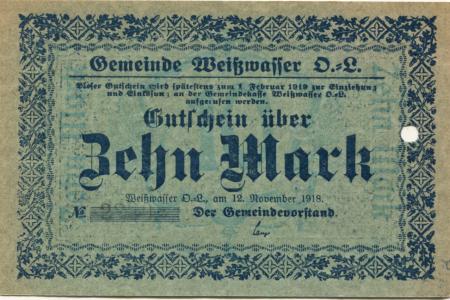 Gemeinde Weißwasser O.-L.
Dieser Gutschein wird spätestens zum 1. Februar 1919 zur Einziehung
und Einlösung an der Gemeindekasse Weißwasser O.-L.
aufgerufen werden.
Gutschein über
Zehn Mark
Weißwasser O.-L., am 12. November 1918.
№ Der Gemeindevorstand.